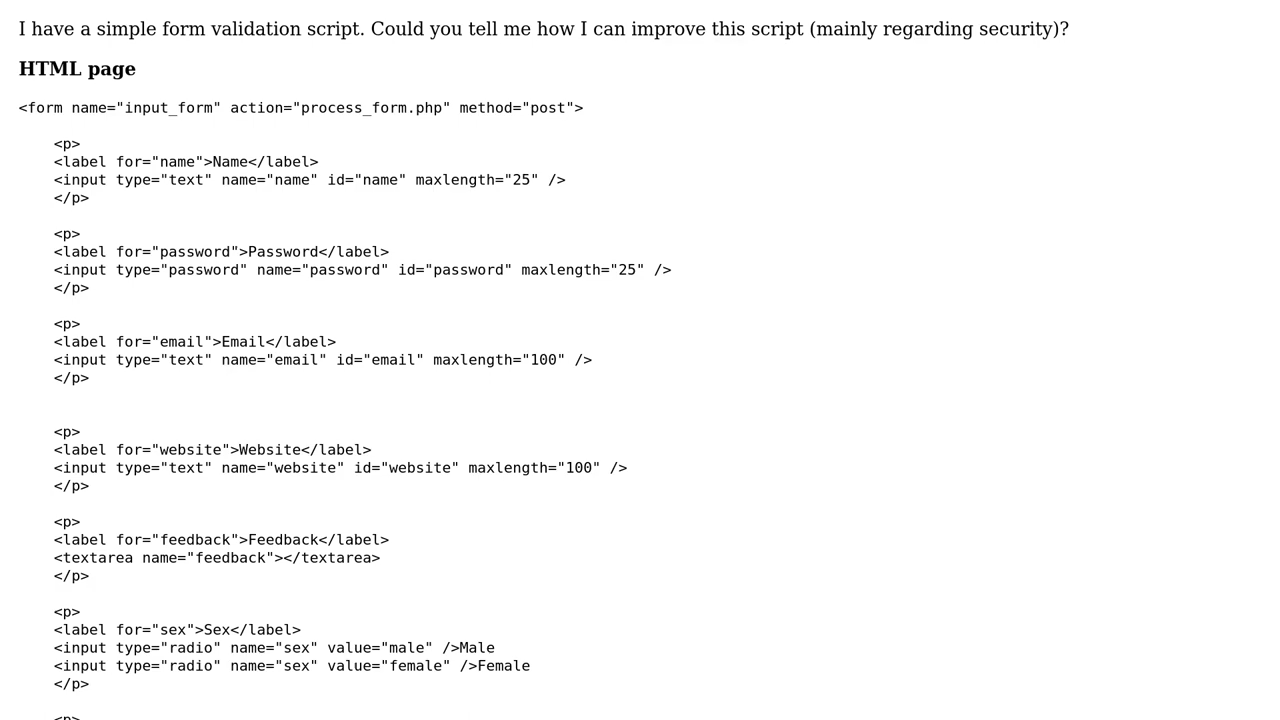 I have a simple form validation script. Could you tell me how I can improve this script (mainly regarding security)?
HTML page
<form name="input_form" action="process_form.php" method="post">
<p>
<label for="name">Name</label>
<input type="text" name="name" id="name" maxlength="25" />
</p>
<p>
<label for="password">Password</label>
<input type="password" name="password" id="password" maxlength="25" />
</p>
<p>
<label for="email">Email</label>
<input type="text" name="email" id="email" maxlength="100" />
</p>
<p>
<label for="website">Website</label>
<input type="text" name="website" id="website" maxlength="100" />
</p>
<p>
<label for="feedback">Feedback</label>
<textarea name="feedback"></textarea>
</p>
<p>
<label for="sex">Sex</label>
<input type="radio" name="sex" value="male" />Male
<input type="radio" name="sex" value="female" />Female
</p>
<p>